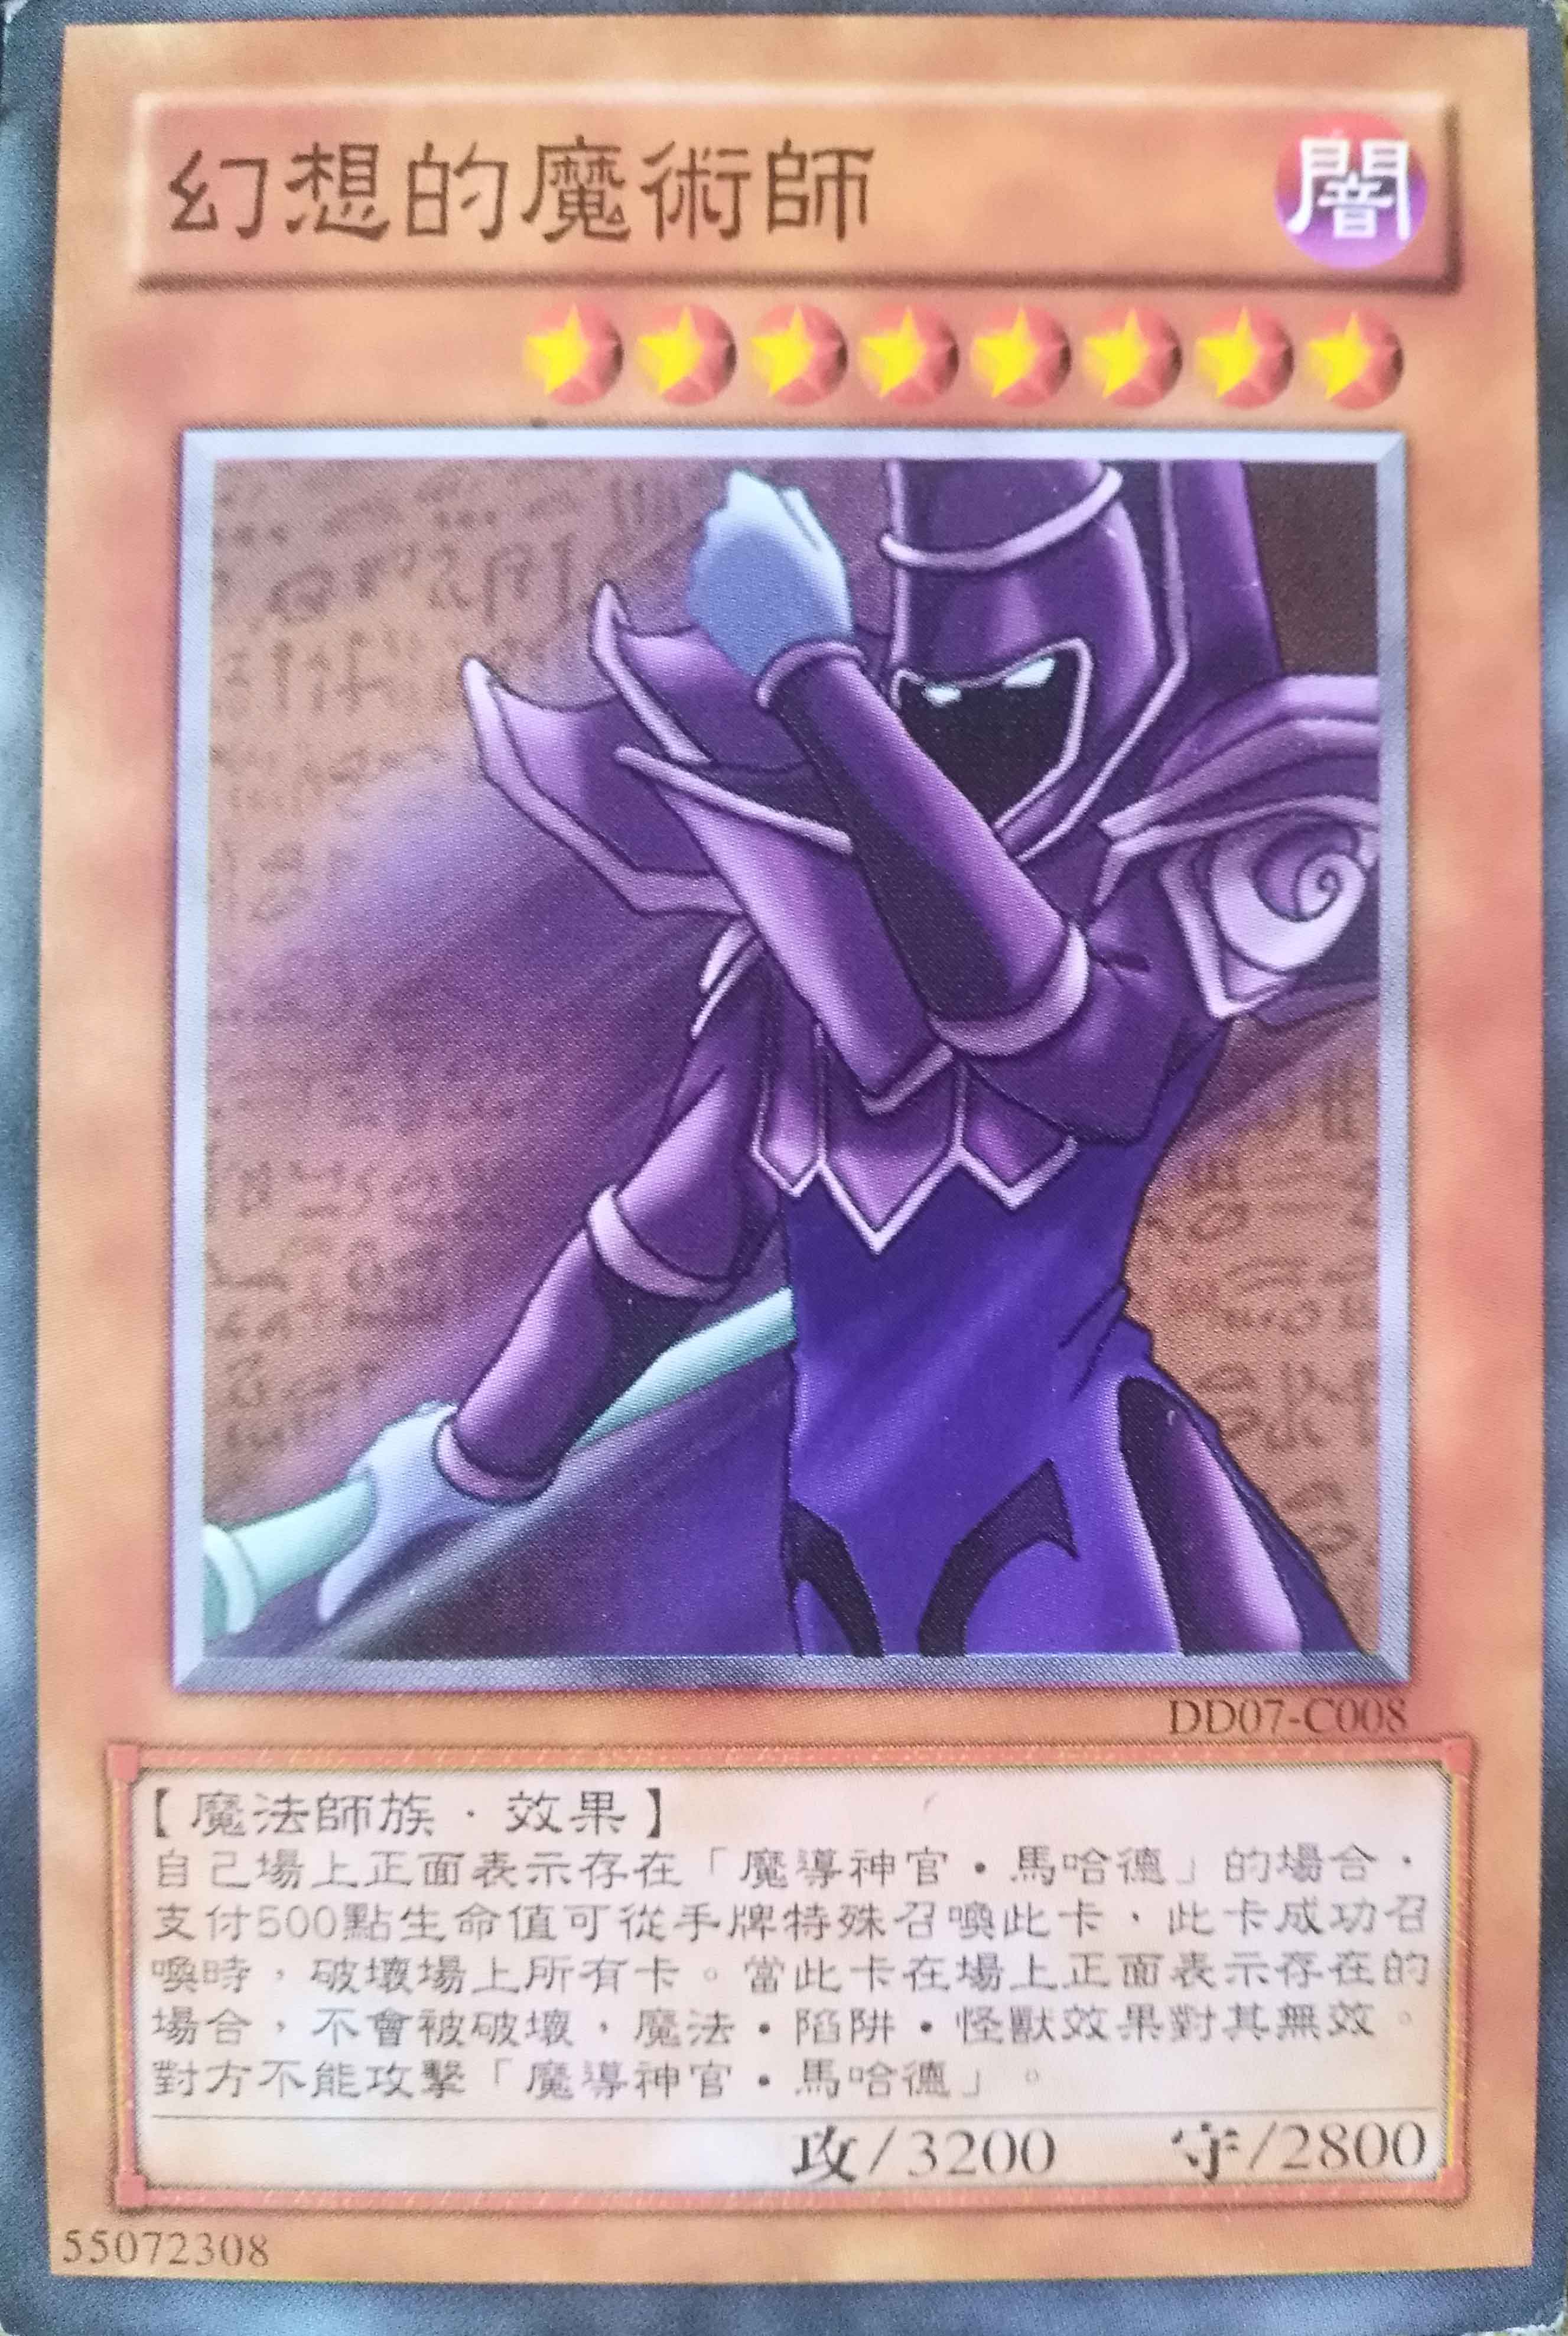 幻想的魔術師
闇
DD07-C008
【魔法師族・效果】
自己場上正面表示存在「魔導神官・馬哈德」的場合，
支付500點生命值可從手牌特殊召喚此卡，此卡成功召
喚時，破壞場上所有卡。當此卡在場上正面表示存在的
場合，不會被破壞，魔法・陷阱・怪獸效果對其無效。
對方不能攻擊「魔導神官・馬哈德」。
攻/3200 守/2800
55072308